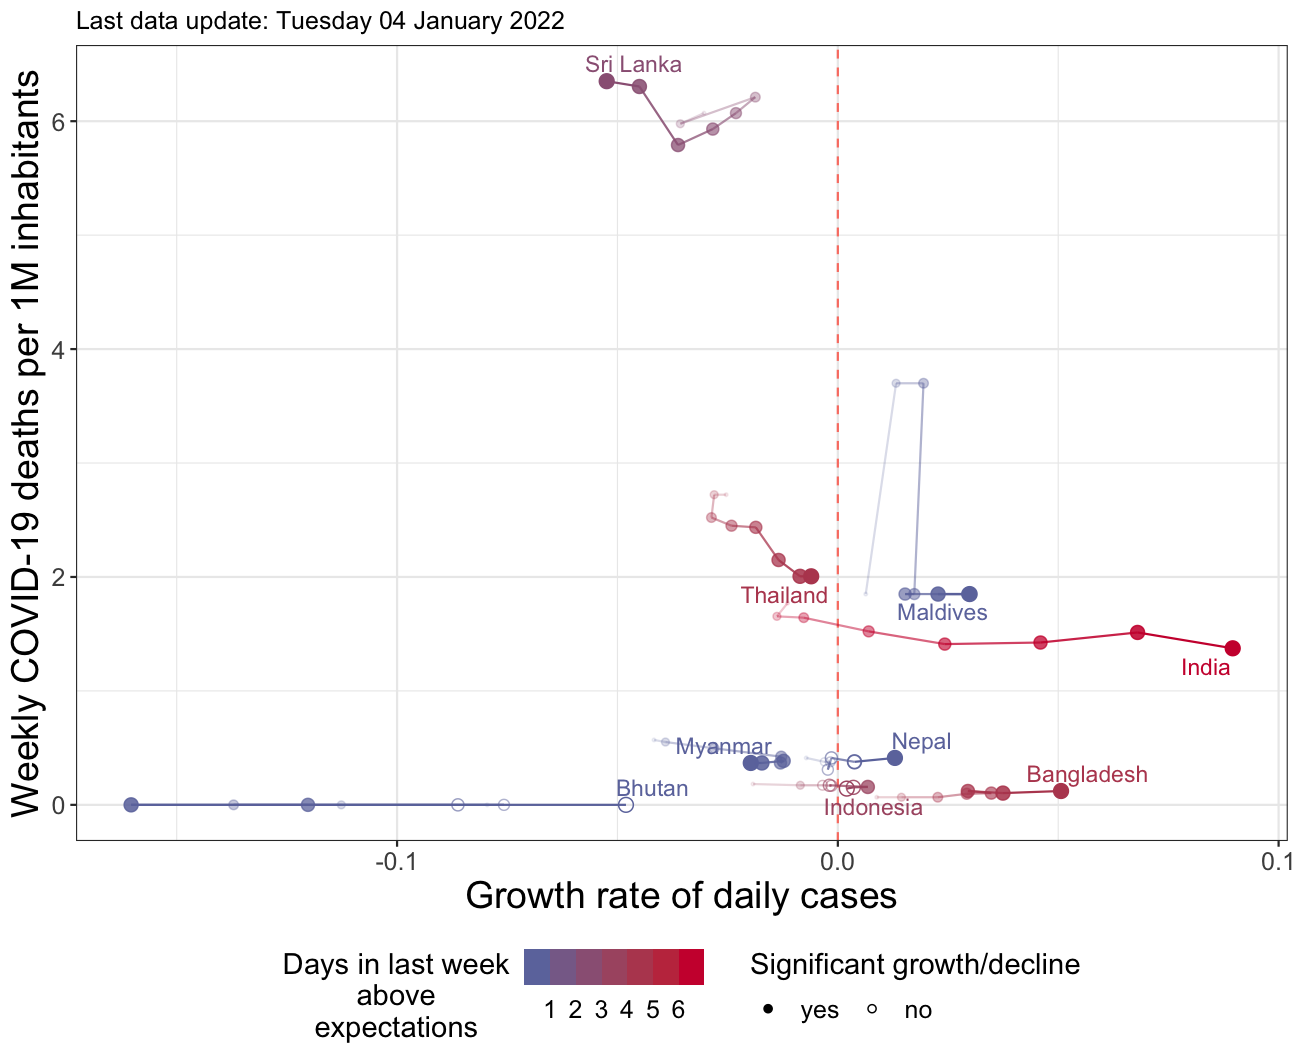 Last data update: Tuesday 04 January 2022
Weekly COVID-19 deaths per 1M inhabitants
6
4
2
0
Sri Lanka
Thailand
Maldives
India
Myanmar
Nepal
Bhutan
Bangladesh
Indonesia
-0.1
0.0
0.1
Growth rate of daily cases
Days in last week
above
expectations
1 2 3 4 5 6
Significant growth/decline
yes no